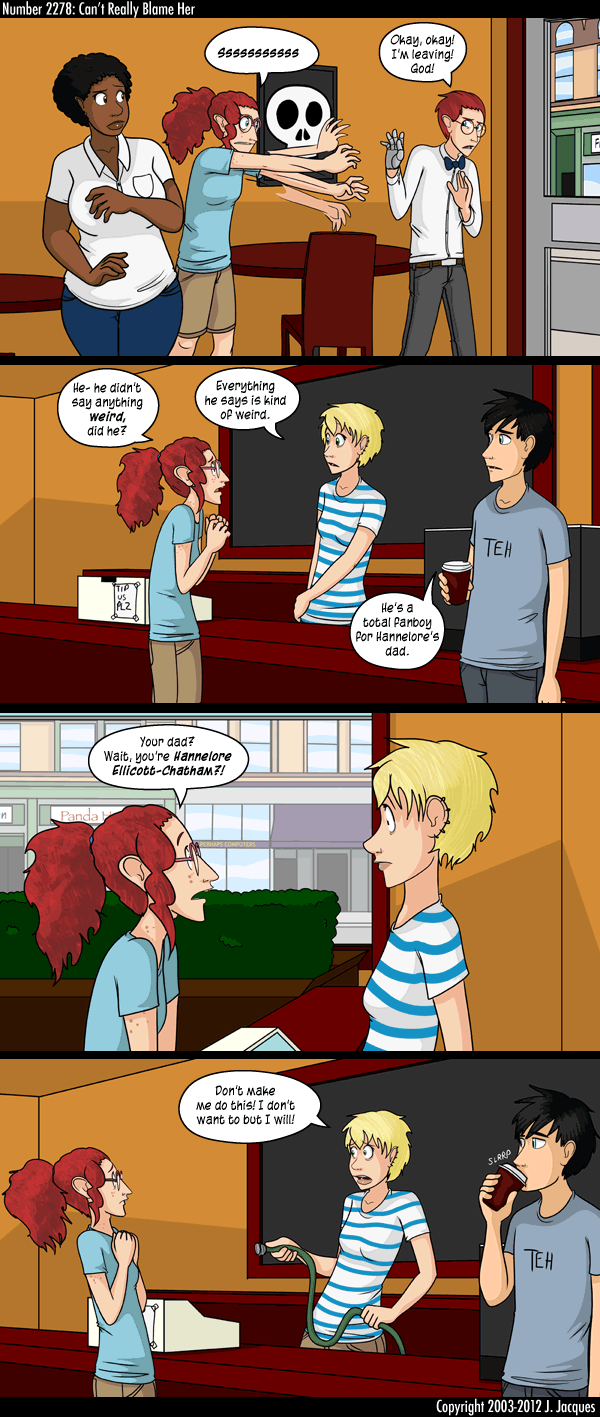 Number 2278: Can't Really Blame Her
Sssssssssss
Okay, okay!
I'm leaving!
God!
He- he didn't
say anything
weird,
did he?
Everything
he says is kind
of weird.
TIP
US
PLZ
TEH
He's a
total fanboy
for Hannelore's
dad.
Your dad?
Wait, you're Hannelore
Ellicott-Chatham?!
Panda H
PERHAPS COMPUTERS
Don't make
me do this! I don't
want to but I will!
SLRRP
TEH
Copyright 2003-2012 J. Jacques